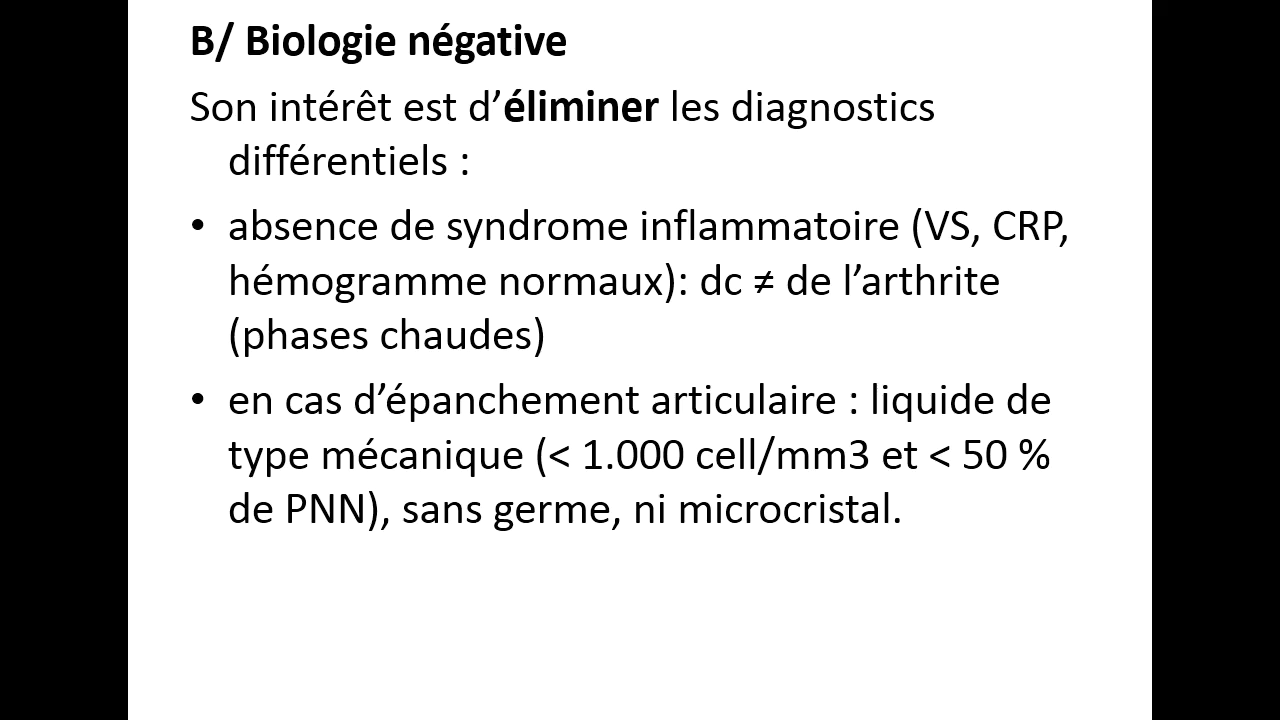 B/ Biologie négative
Son intérêt est d’éliminer les diagnostics
différentiels :
• absence de syndrome inflammatoire (VS, CRP,
hémogramme normaux): dc ≠ de l’arthrite
(phases chaudes)
• en cas d’épanchement articulaire : liquide de
type mécanique (< 1.000 cell/mm3 et < 50 %
de PNN), sans germe, ni microcristal.